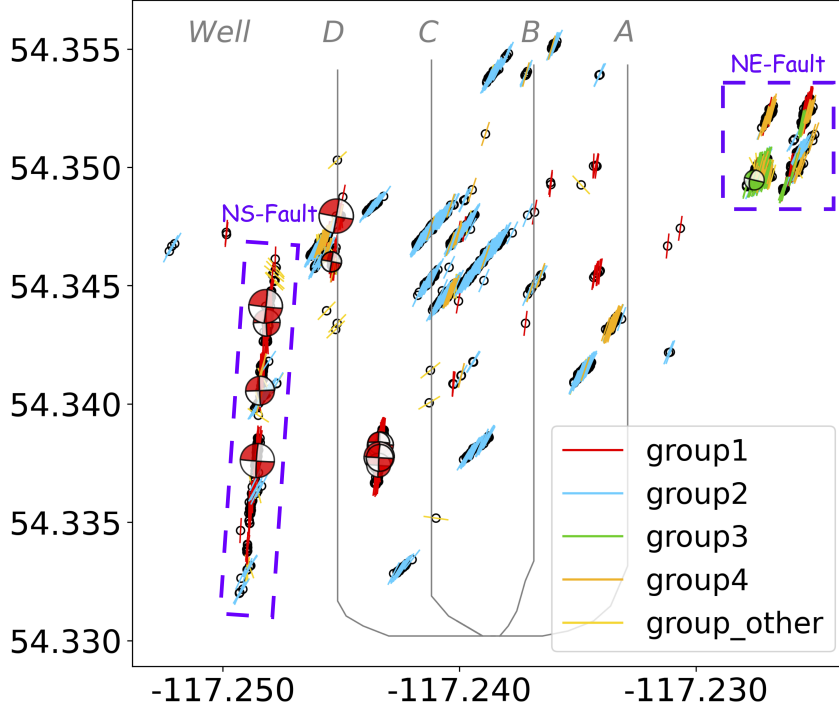 Well D C B A
54.355
NE-Fault
54.350
NS-Fault
54.345
54.340
54.335
54.330
group1
group2
group3
group4
group_other
-117.250 -117.240 -117.230